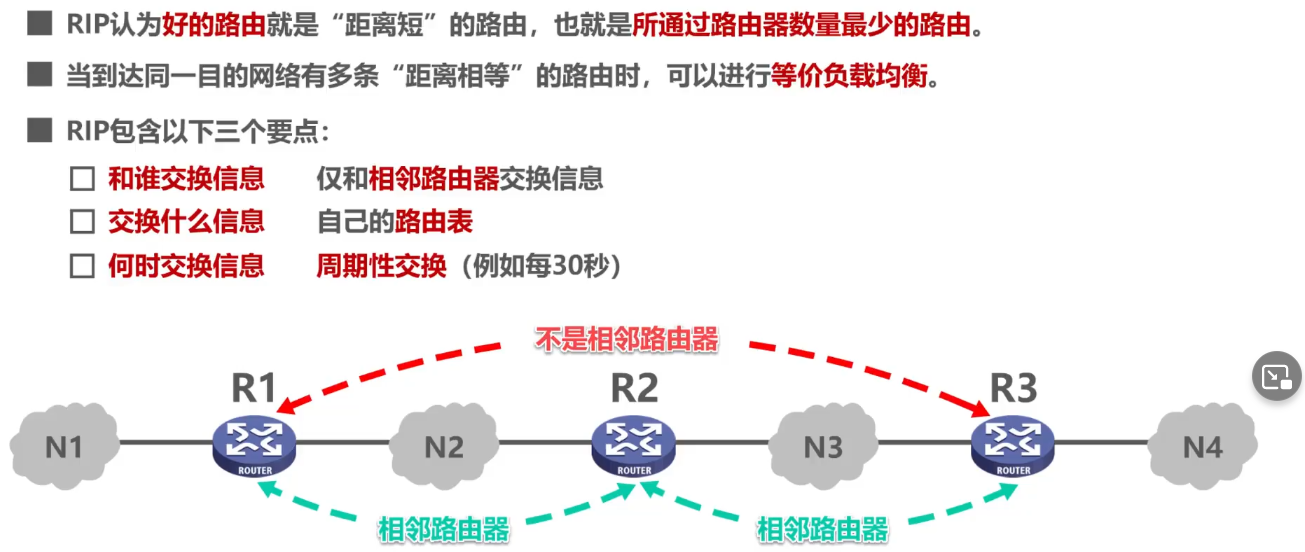 RIP认为好的路由就是“距离短”的路由，也就是所通过路由器数量最少的路由。
当到达同一目的网络有多条“距离相等”的路由时，可以进行等价负载均衡。
RIP包含以下三个要点：
和谁交换信息 仅和相邻路由器交换信息
交换什么信息 自己的路由表
何时交换信息 周期性交换（例如每30秒）
不是相邻路由器
R1 R2 R3
N1 N2 N3 N4
ROUTER ROUTER ROUTER
相邻路由器 相邻路由器